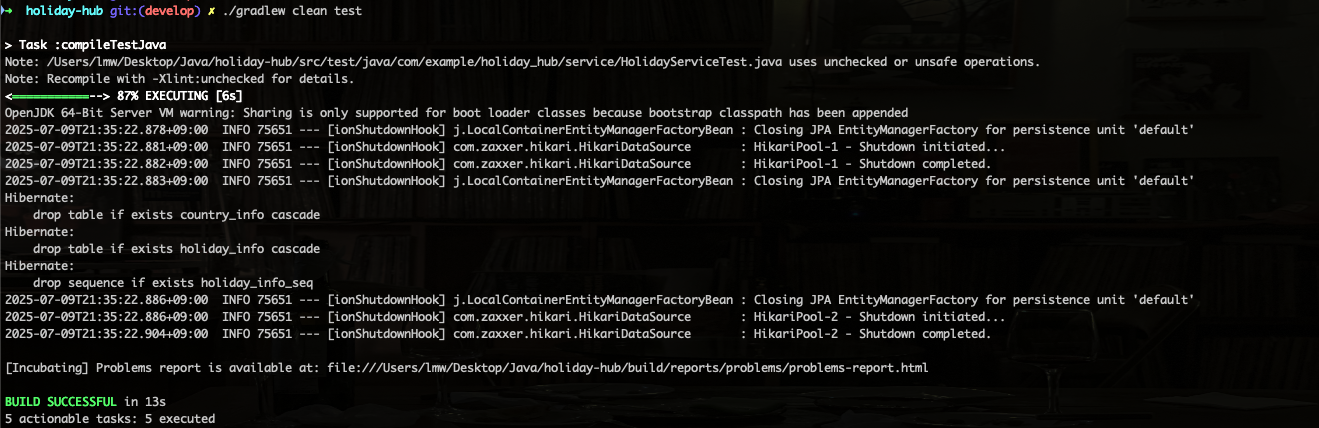 → holiday-hub git:(develop) ✗ ./gradlew clean test
> Task :compileTestJava
Note: /Users/lmw/Desktop/Java/holiday-hub/src/test/java/com/example/holiday_hub/service/HolidayServiceTest.java uses unchecked or unsafe operations.
Note: Recompile with -Xlint:unchecked for details.
<===========--> 87% EXECUTING [6s]
OpenJDK 64-Bit Server VM warning: Sharing is only supported for boot loader classes because bootstrap classpath has been appended
2025-07-09T21:35:22.878+09:00  INFO 75651 --- [ionShutdownHook] j.LocalContainerEntityManagerFactoryBean : Closing JPA EntityManagerFactory for persistence unit 'default'
2025-07-09T21:35:22.881+09:00  INFO 75651 --- [ionShutdownHook] com.zaxxer.hikari.HikariDataSource       : HikariPool-1 - Shutdown initiated...
2025-07-09T21:35:22.882+09:00  INFO 75651 --- [ionShutdownHook] com.zaxxer.hikari.HikariDataSource       : HikariPool-1 - Shutdown completed.
2025-07-09T21:35:22.883+09:00  INFO 75651 --- [ionShutdownHook] j.LocalContainerEntityManagerFactoryBean : Closing JPA EntityManagerFactory for persistence unit 'default'
Hibernate:
    drop table if exists country_info cascade
Hibernate:
    drop table if exists holiday_info cascade
Hibernate:
    drop sequence if exists holiday_info_seq
2025-07-09T21:35:22.886+09:00  INFO 75651 --- [ionShutdownHook] j.LocalContainerEntityManagerFactoryBean : Closing JPA EntityManagerFactory for persistence unit 'default'
2025-07-09T21:35:22.886+09:00  INFO 75651 --- [ionShutdownHook] com.zaxxer.hikari.HikariDataSource       : HikariPool-2 - Shutdown initiated...
2025-07-09T21:35:22.904+09:00  INFO 75651 --- [ionShutdownHook] com.zaxxer.hikari.HikariDataSource       : HikariPool-2 - Shutdown completed.
[Incubating] Problems report is available at: file:///Users/lmw/Desktop/Java/holiday-hub/build/reports/problems/problems-report.html
BUILD SUCCESSFUL in 13s
5 actionable tasks: 5 executed